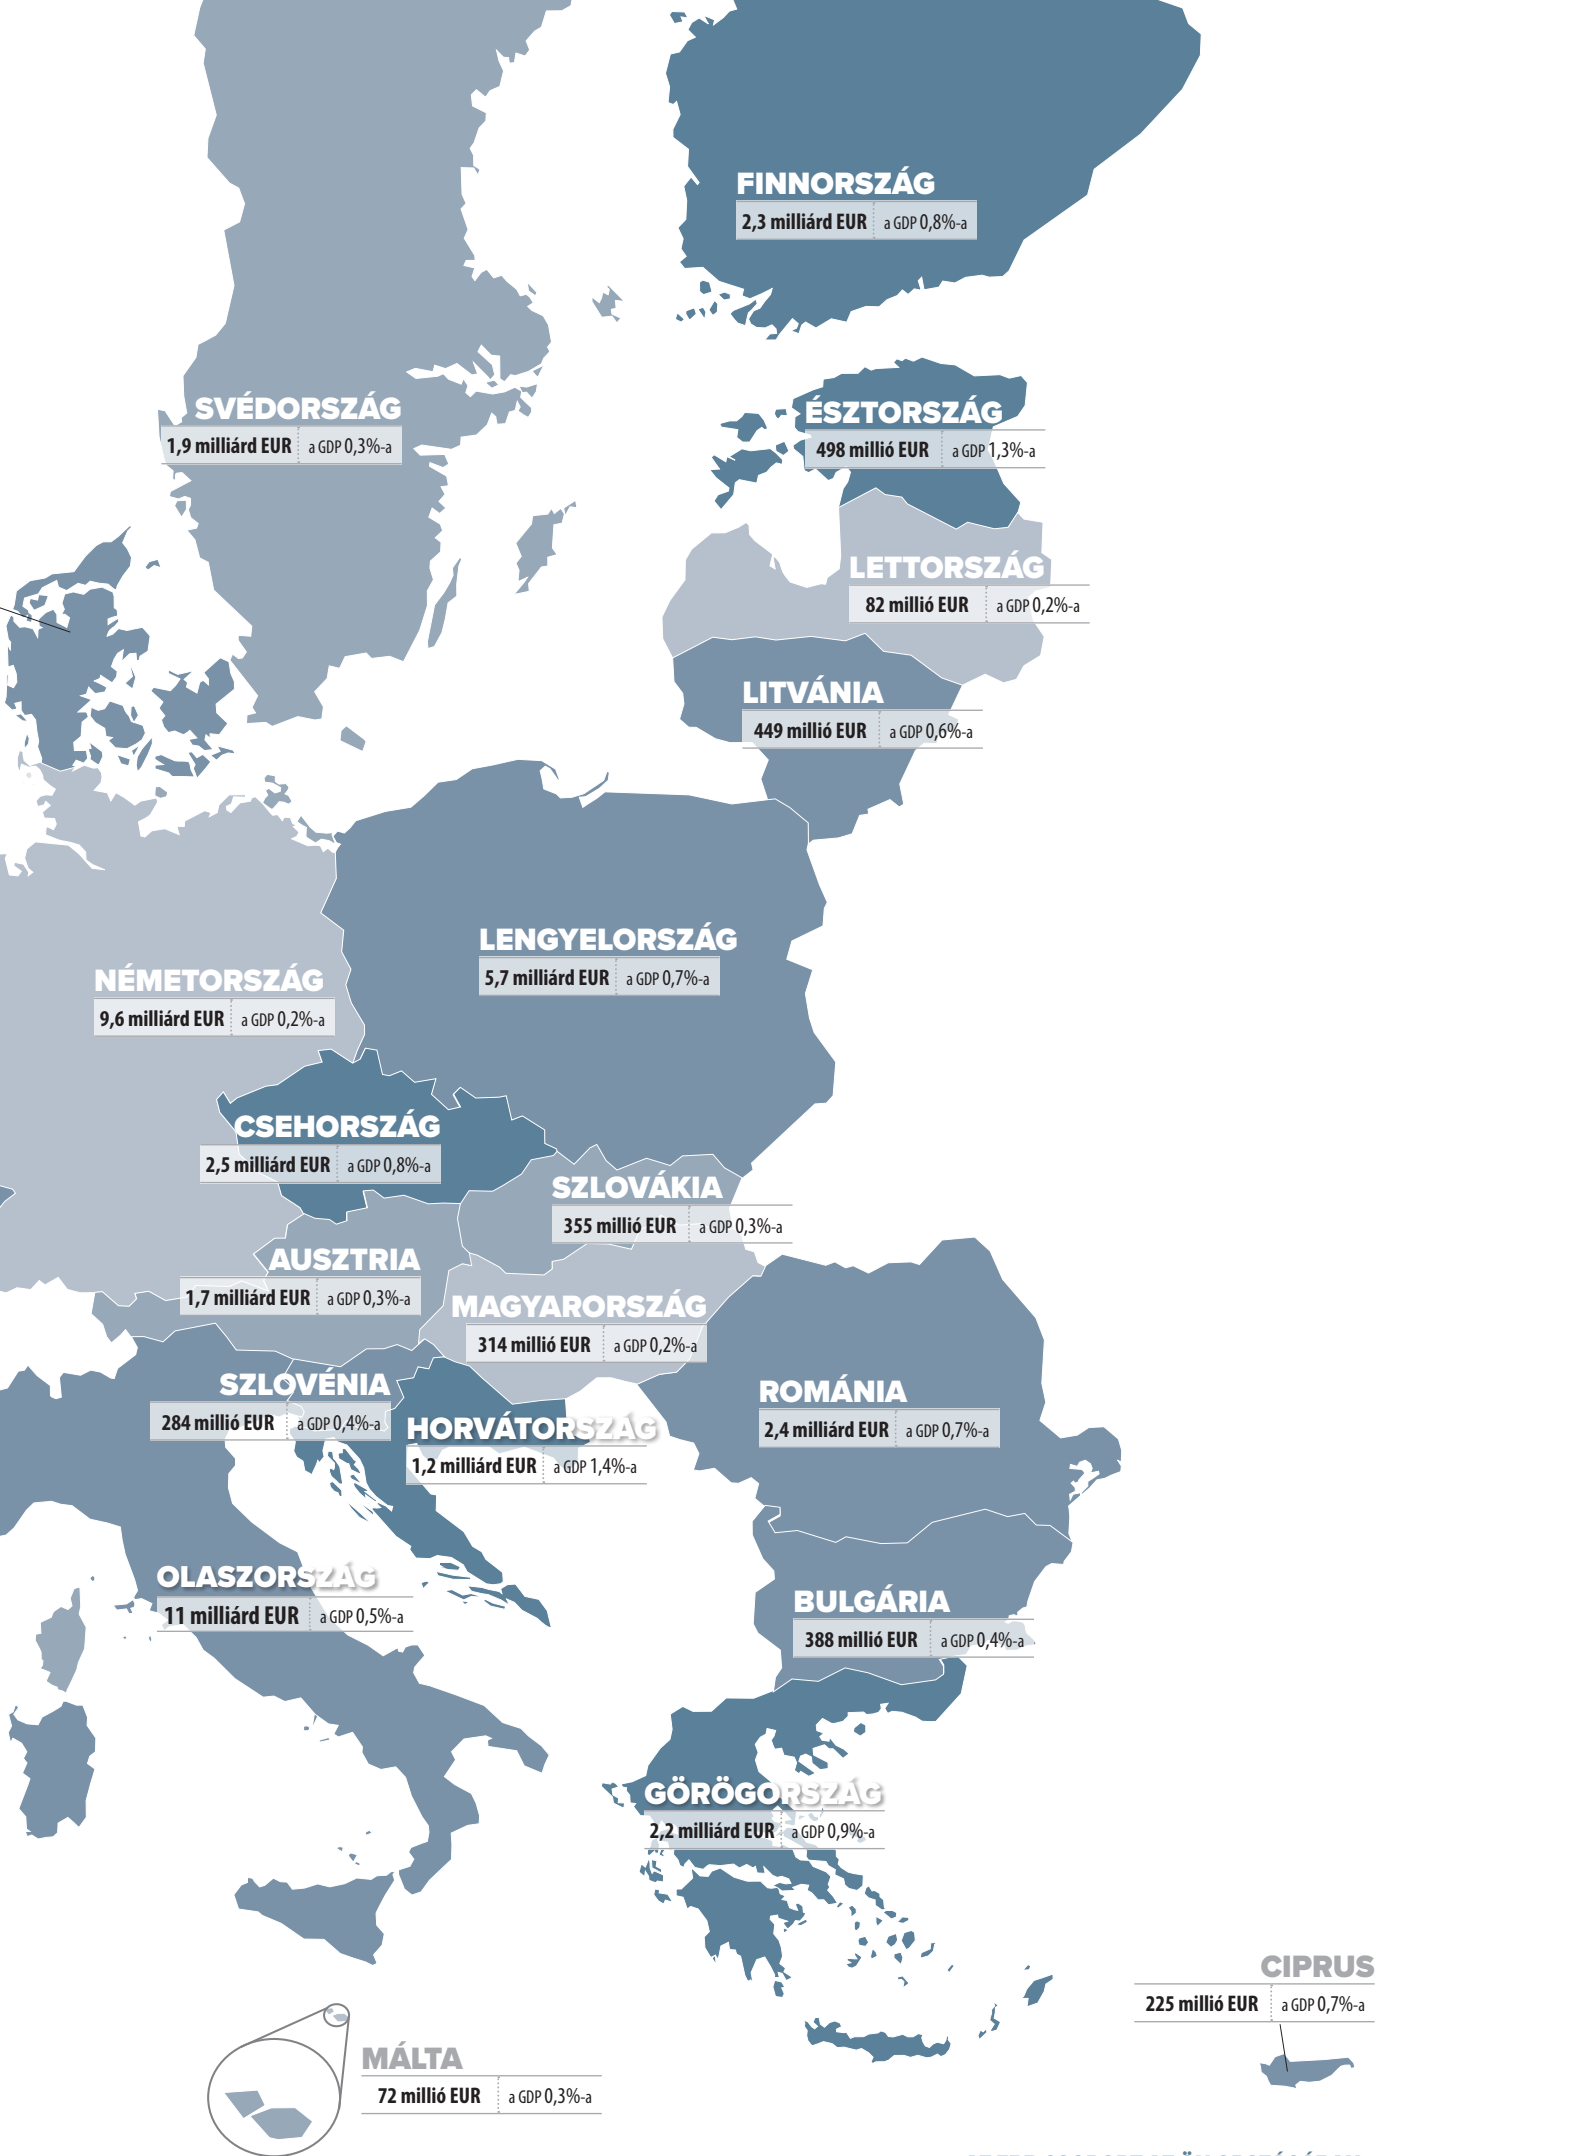 FINNORSZÁG
2,3 milliárd EUR a GDP 0,8%-a
SVÉDORSZÁG
1,9 milliárd EUR a GDP 0,3%-a
ÉSZTORSZÁG
498 millió EUR a GDP 1,3%-a
LETTORSZÁG
82 millió EUR a GDP 0,2%-a
LITVÁNIA
449 millió EUR a GDP 0,6%-a
LENGYELORSZÁG
5,7 milliárd EUR a GDP 0,7%-a
NÉMETORSZÁG
9,6 milliárd EUR a GDP 0,2%-a
CSEHORSZÁG
2,5 milliárd EUR a GDP 0,8%-a
SZLOVÁKIA
355 millió EUR a GDP 0,3%-a
AUSZTRIA
1,7 milliárd EUR a GDP 0,3%-a
MAGYARORSZÁG
314 millió EUR a GDP 0,2%-a
SZLOVÉNIA
284 millió EUR a GDP 0,4%-a
ROMÁNIA
2,4 milliárd EUR a GDP 0,7%-a
HORVÁTORSZÁG
1,2 milliárd EUR a GDP 1,4%-a
OLASZORSZÁG
11 milliárd EUR a GDP 0,5%-a
BULGÁRIA
388 millió EUR a GDP 0,4%-a
GÖRÖGORSZÁG
2,2 milliárd EUR a GDP 0,9%-a
CIPRUS
225 millió EUR a GDP 0,7%-a
MÁLTA
72 millió EUR a GDP 0,3%-a